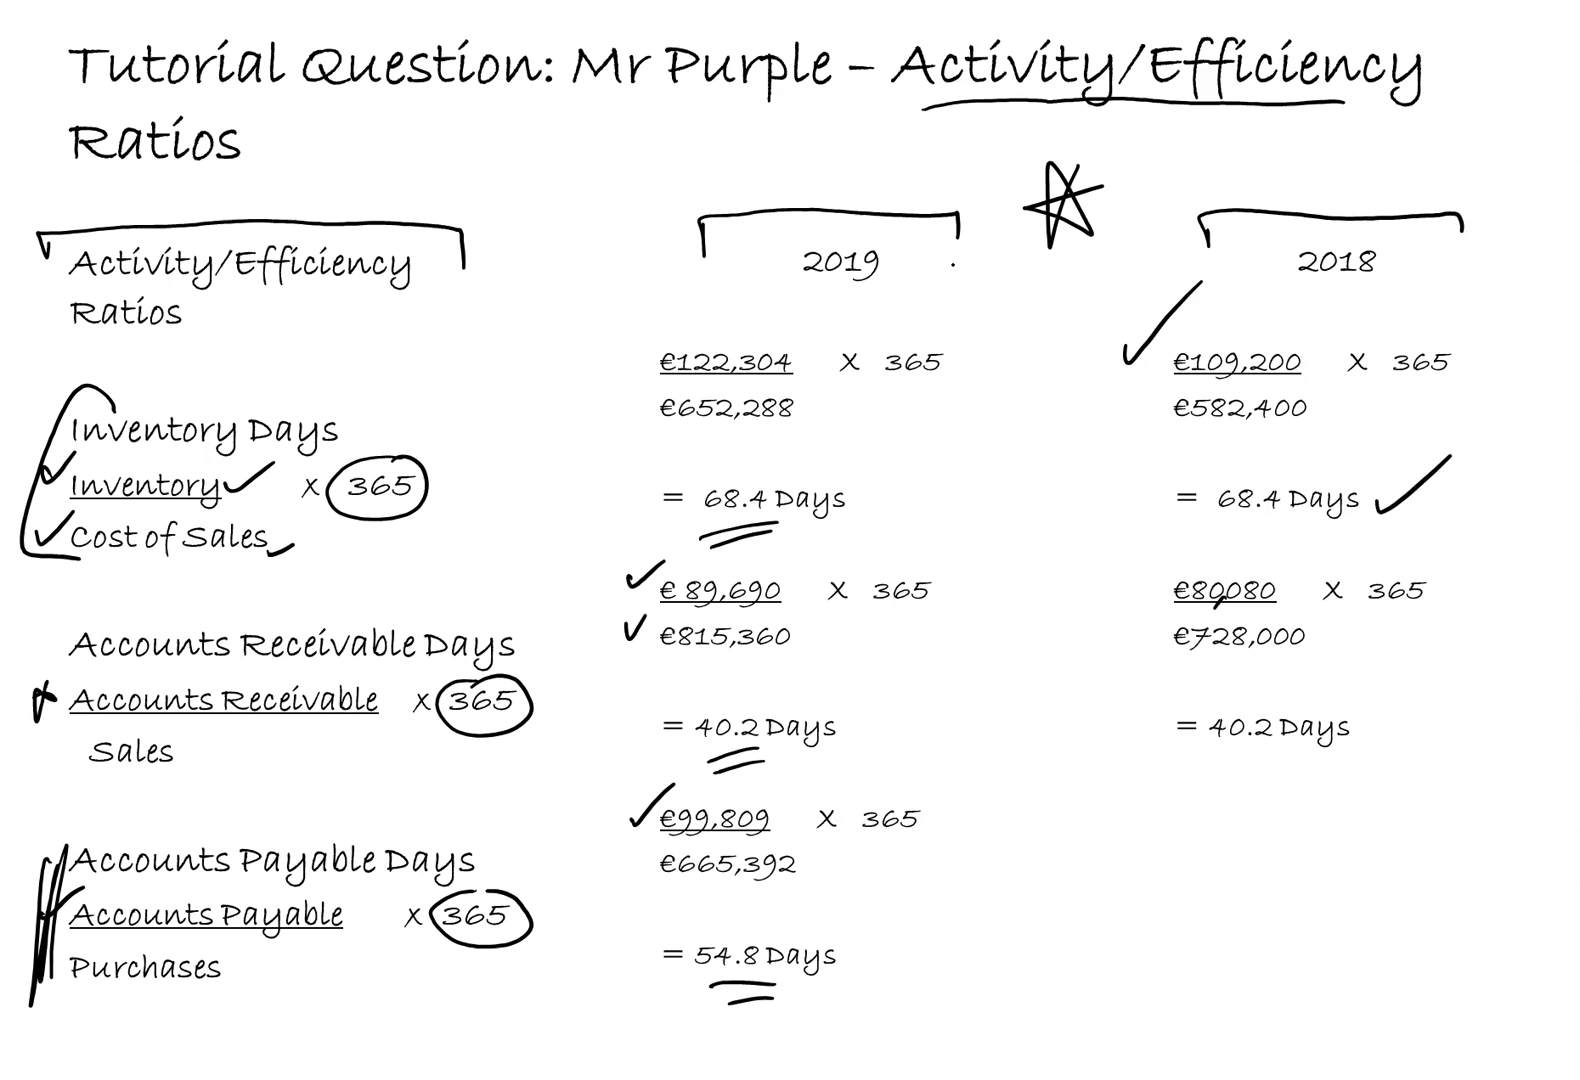 Tutorial Question: Mr Purple – Activity/Efficiency
Ratios
Activity/Efficiency
Ratios
2019
2018
Inventory Days
Inventory x 365
Cost of Sales
€122,304 X 365
€652,288
= 68.4 Days
€109,200 X 365
€582,400
= 68.4 Days
Accounts Receivable Days
Accounts Receivable x 365
Sales
€ 89,690 X 365
€815,360
= 40.2 Days
€80,080 X 365
€728,000
= 40.2 Days
Accounts Payable Days
Accounts Payable x 365
Purchases
€99,809 X 365
€665,392
= 54.8 Days